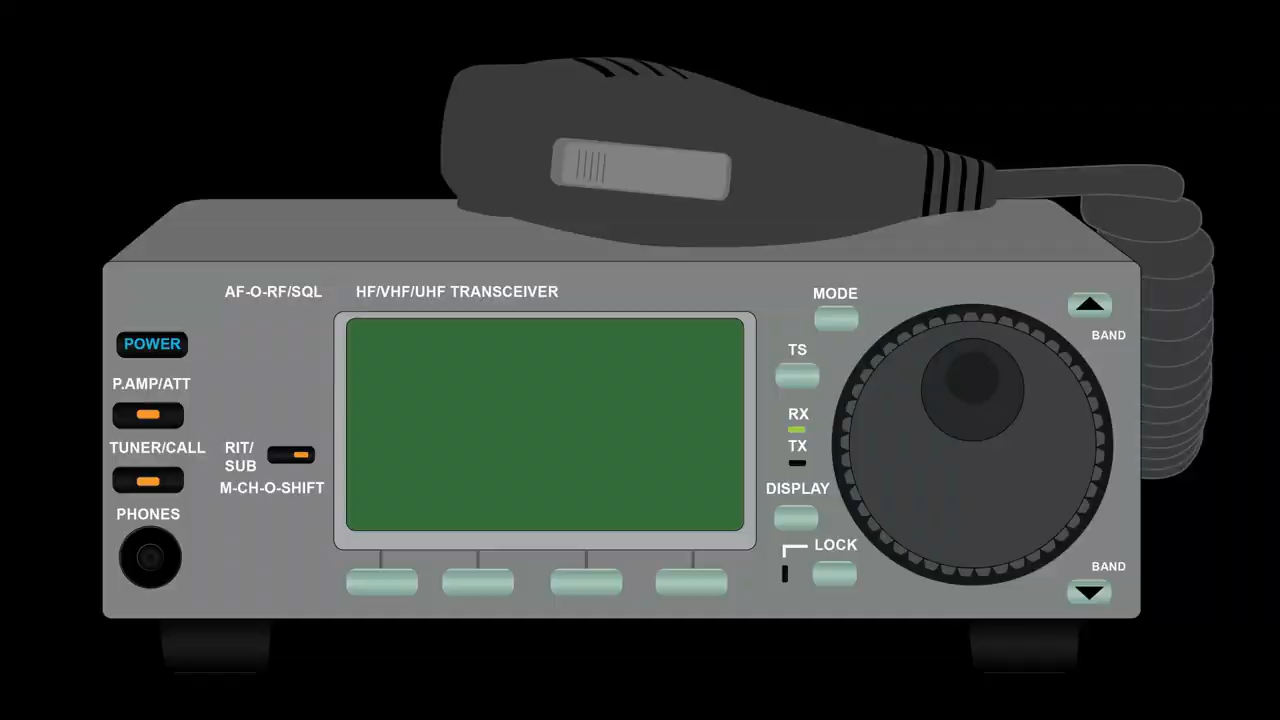 AF-O-RF/SQL
HF/VHF/UHF TRANSCEIVER
MODE
BAND
POWER
TS
P.AMP/ATT
RX
TUNER/CALL
RIT/
SUB
TX
M-CH-O-SHIFT
DISPLAY
PHONES
LOCK
BAND